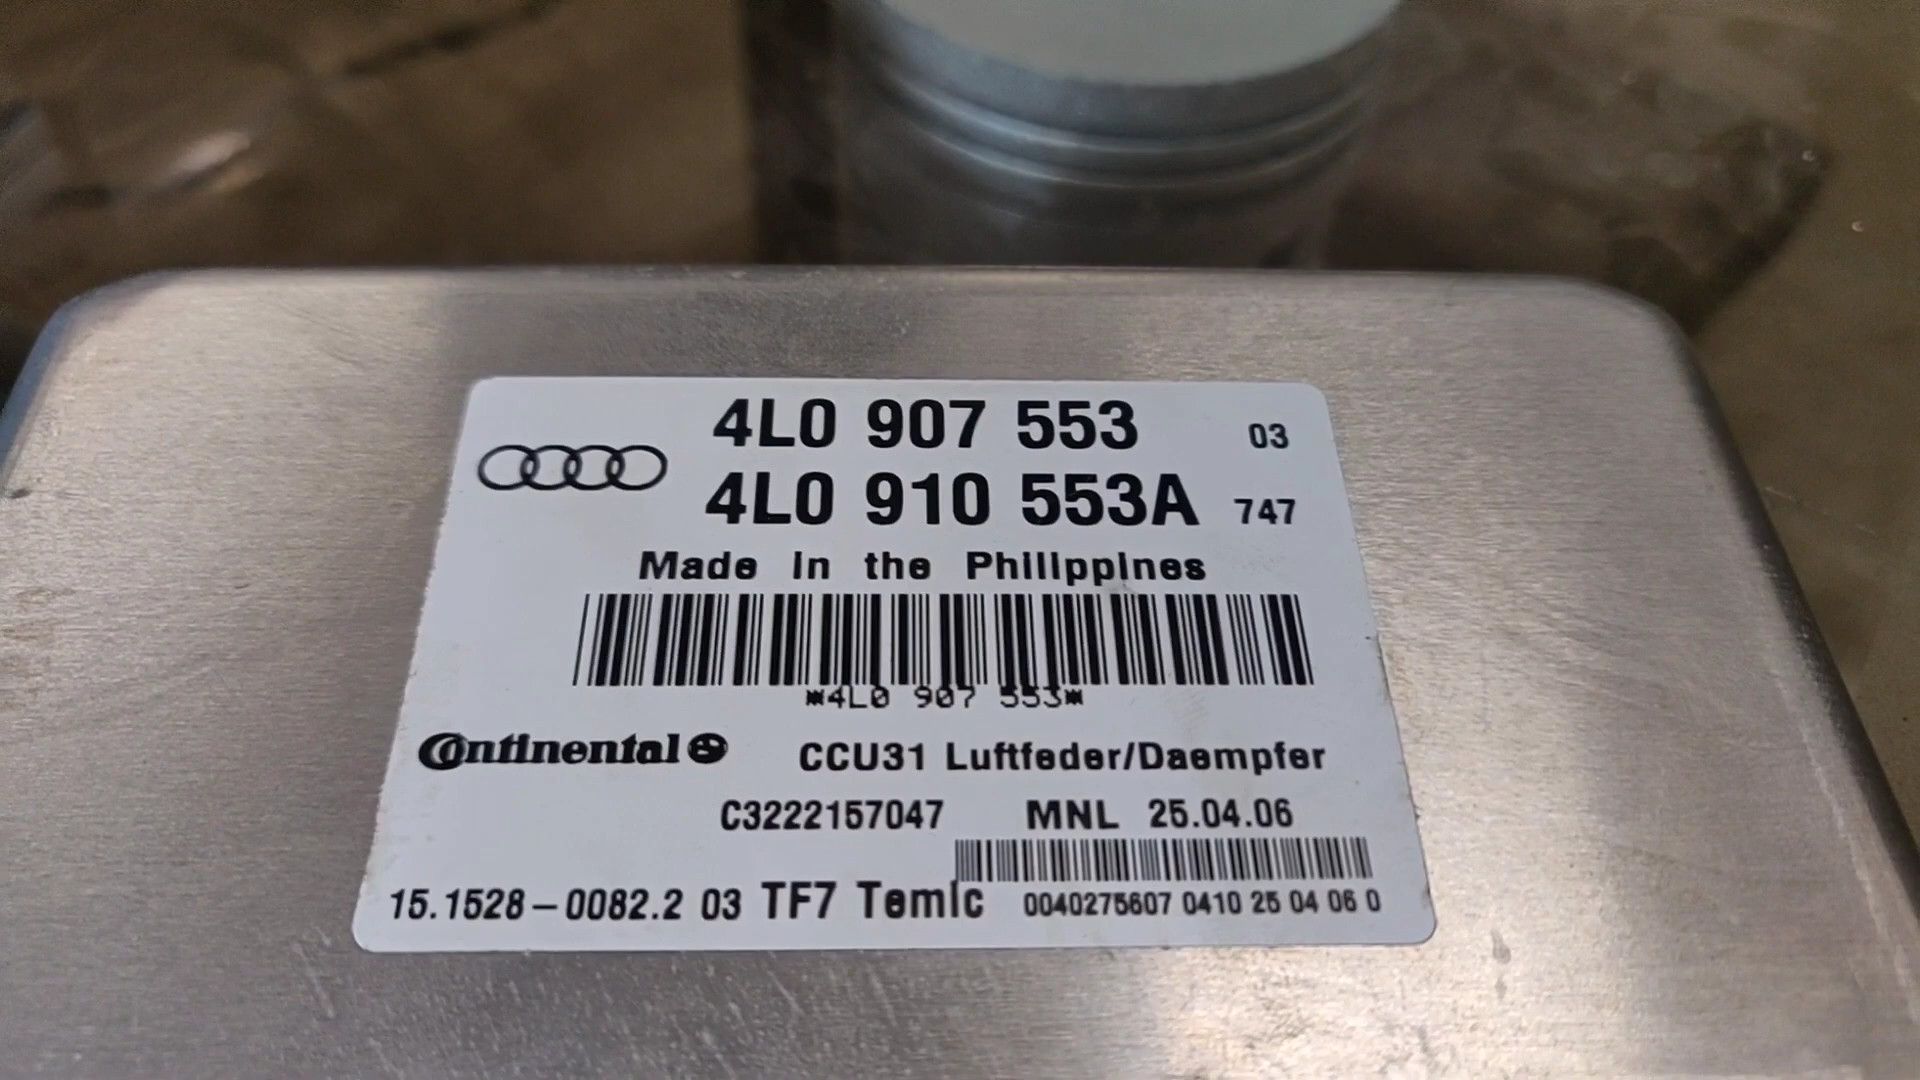 4L0 907 553 03
4L0 910 553A 747
Made in the Philippines
*4L0 907 553*
Continental CCU31 Luftfeder/Daempfer
C3222157047 MNL 25.04.06
15.1528-0082.2 03 TF7 Temic 0040275607 0410 25 04 06 0